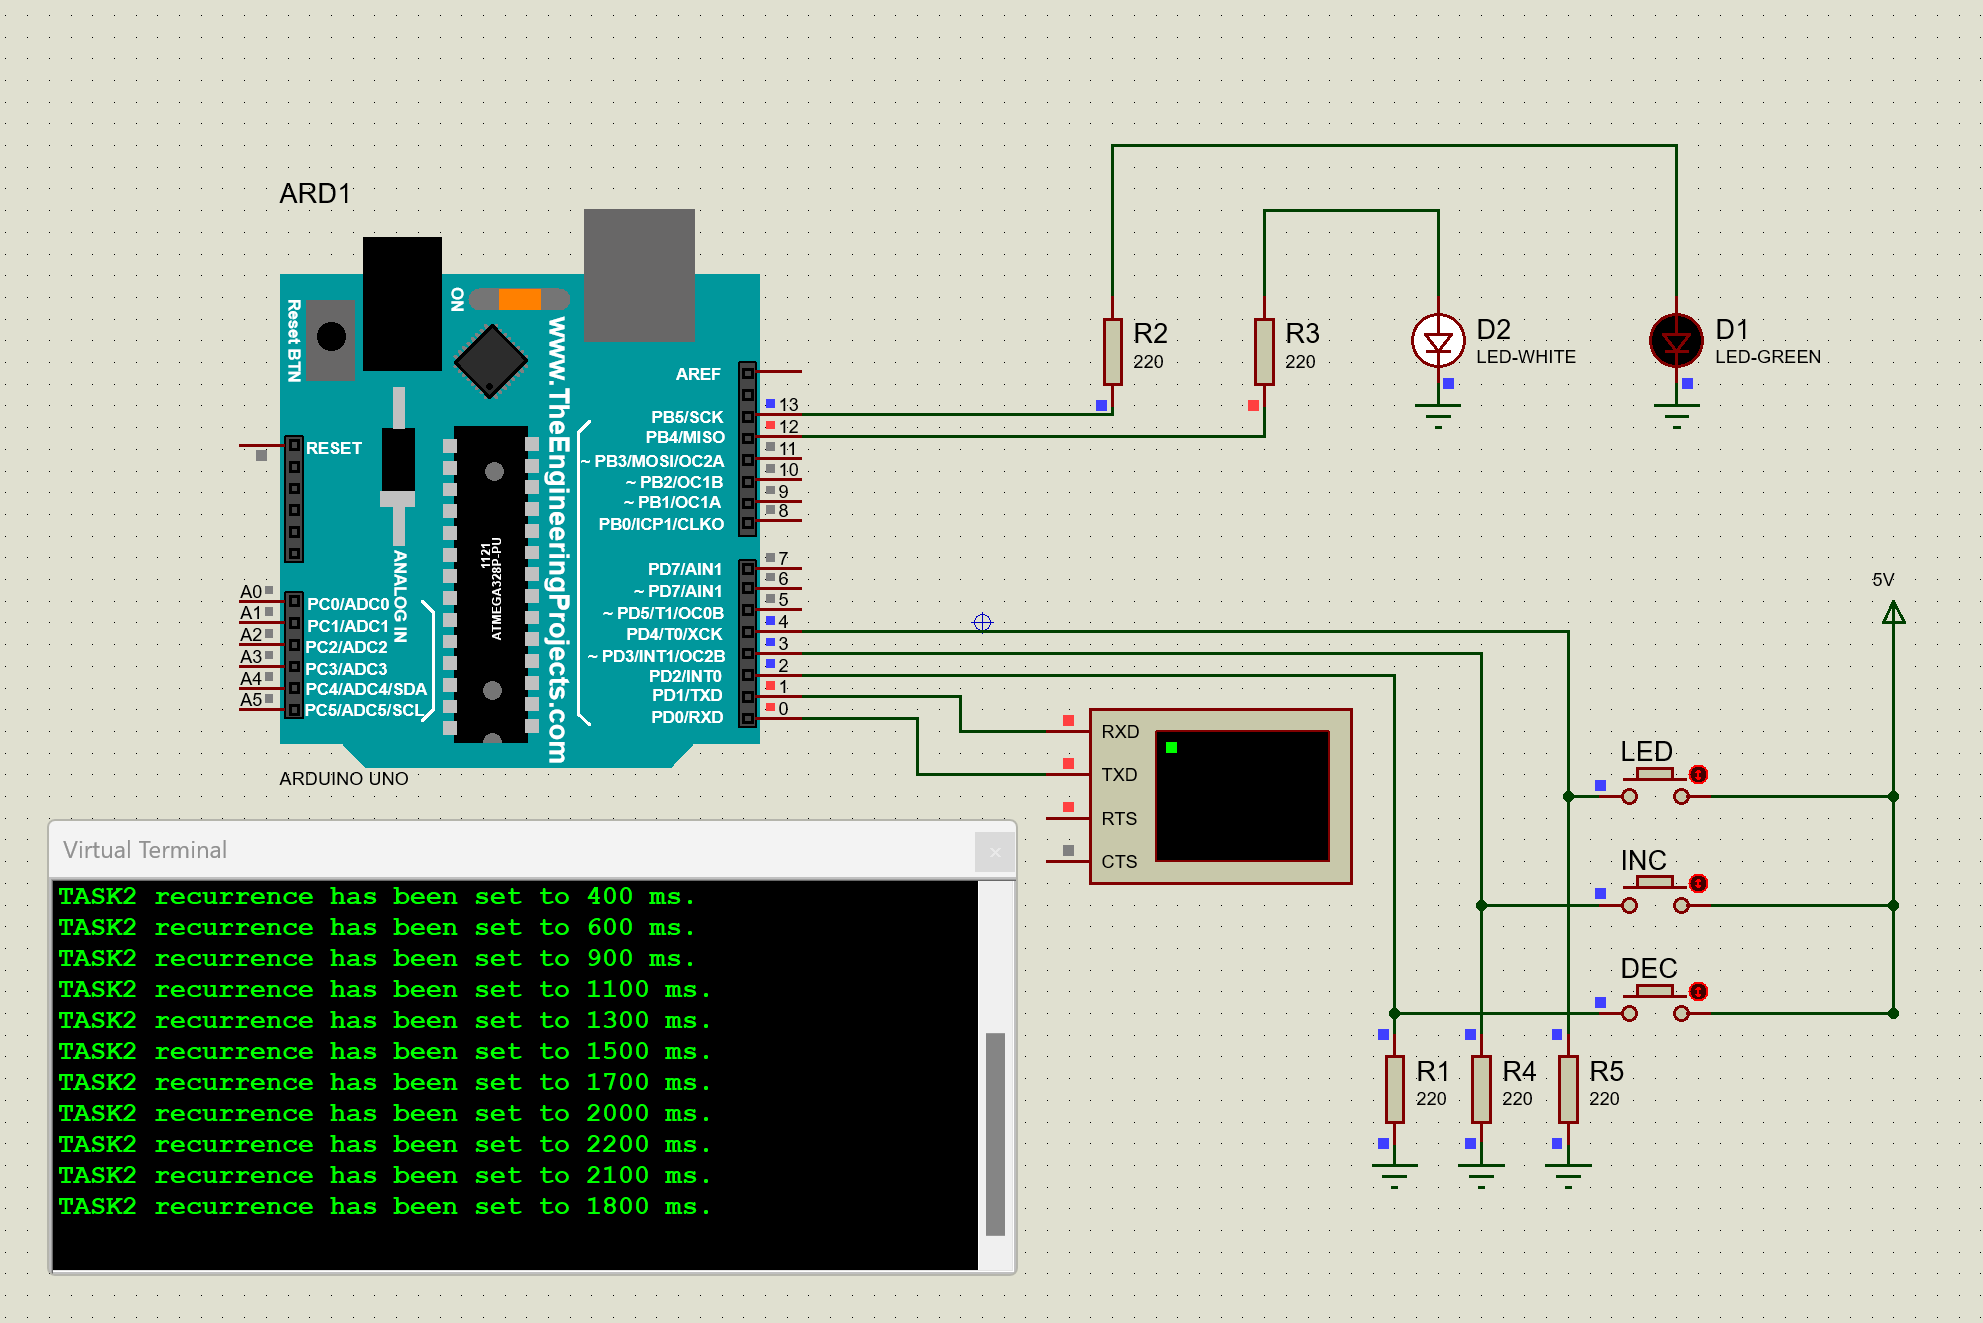 ARD1
Reset BTN
ON
www.TheEngineeringProjects.com
RESET
ANALOG IN
1121
ATMEGA328P-PU
A0
A1
A2
A3
A4
A5
PC0/ADC0
PC1/ADC1
PC2/ADC2
PC3/ADC3
PC4/ADC4/SDA
PC5/ADC5/SCL
AREF
PB5/SCK
PB4/MISO
~ PB3/MOSI/OC2A
~ PB2/OC1B
~ PB1/OC1A
PB0/ICP1/CLKO
PD7/AIN1
~ PD7/AIN1
~ PD5/T1/OC0B
PD4/T0/XCK
~ PD3/INT1/OC2B
PD2/INT0
PD1/TXD
PD0/RXD
13
12
11
10
9
8
7
6
5
4
3
2
1
0
ARDUINO UNO
R2
220
R3
220
D2
LED-WHITE
D1
LED-GREEN
5V
RXD
TXD
RTS
CTS
LED
INC
DEC
R1
220
R4
220
R5
220
Virtual Terminal
TASK2 recurrence has been set to 400 ms.
TASK2 recurrence has been set to 600 ms.
TASK2 recurrence has been set to 900 ms.
TASK2 recurrence has been set to 1100 ms.
TASK2 recurrence has been set to 1300 ms.
TASK2 recurrence has been set to 1500 ms.
TASK2 recurrence has been set to 1700 ms.
TASK2 recurrence has been set to 2000 ms.
TASK2 recurrence has been set to 2200 ms.
TASK2 recurrence has been set to 2100 ms.
TASK2 recurrence has been set to 1800 ms.